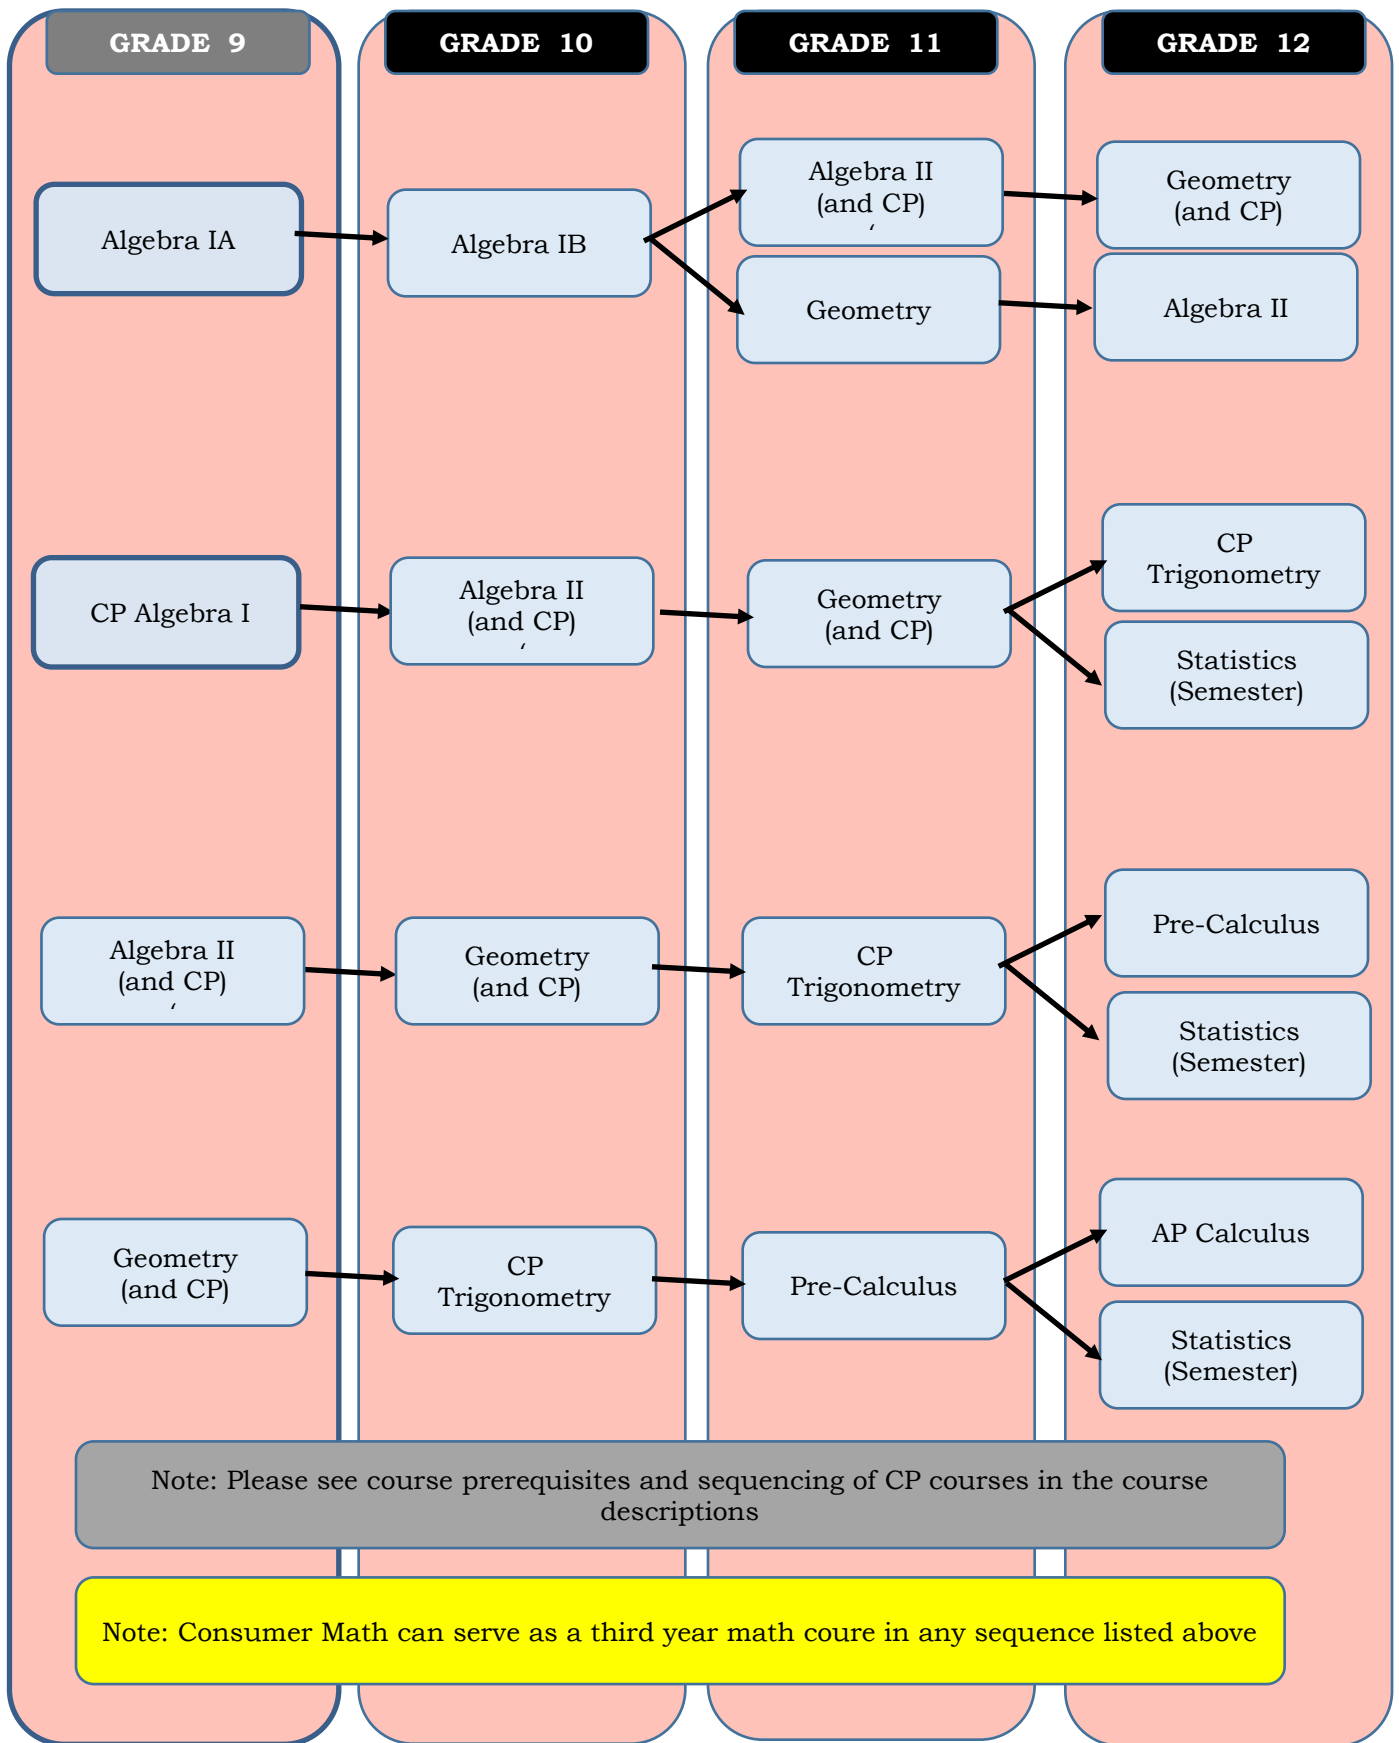 GRADE 9
GRADE 10
GRADE 11
GRADE 12
Algebra IA
Algebra IB
Algebra II
(and CP)
‘
Geometry
(and CP)
Geometry
Algebra II
CP Algebra I
Algebra II
(and CP)
‘
Geometry
(and CP)
CP
Trigonometry
Statistics
(Semester)
Algebra II
(and CP)
‘
Geometry
(and CP)
CP
Trigonometry
Pre-Calculus
Statistics
(Semester)
Geometry
(and CP)
CP
Trigonometry
Pre-Calculus
AP Calculus
Statistics
(Semester)
Note: Please see course prerequisites and sequencing of CP courses in the course
descriptions
Note: Consumer Math can serve as a third year math coure in any sequence listed above